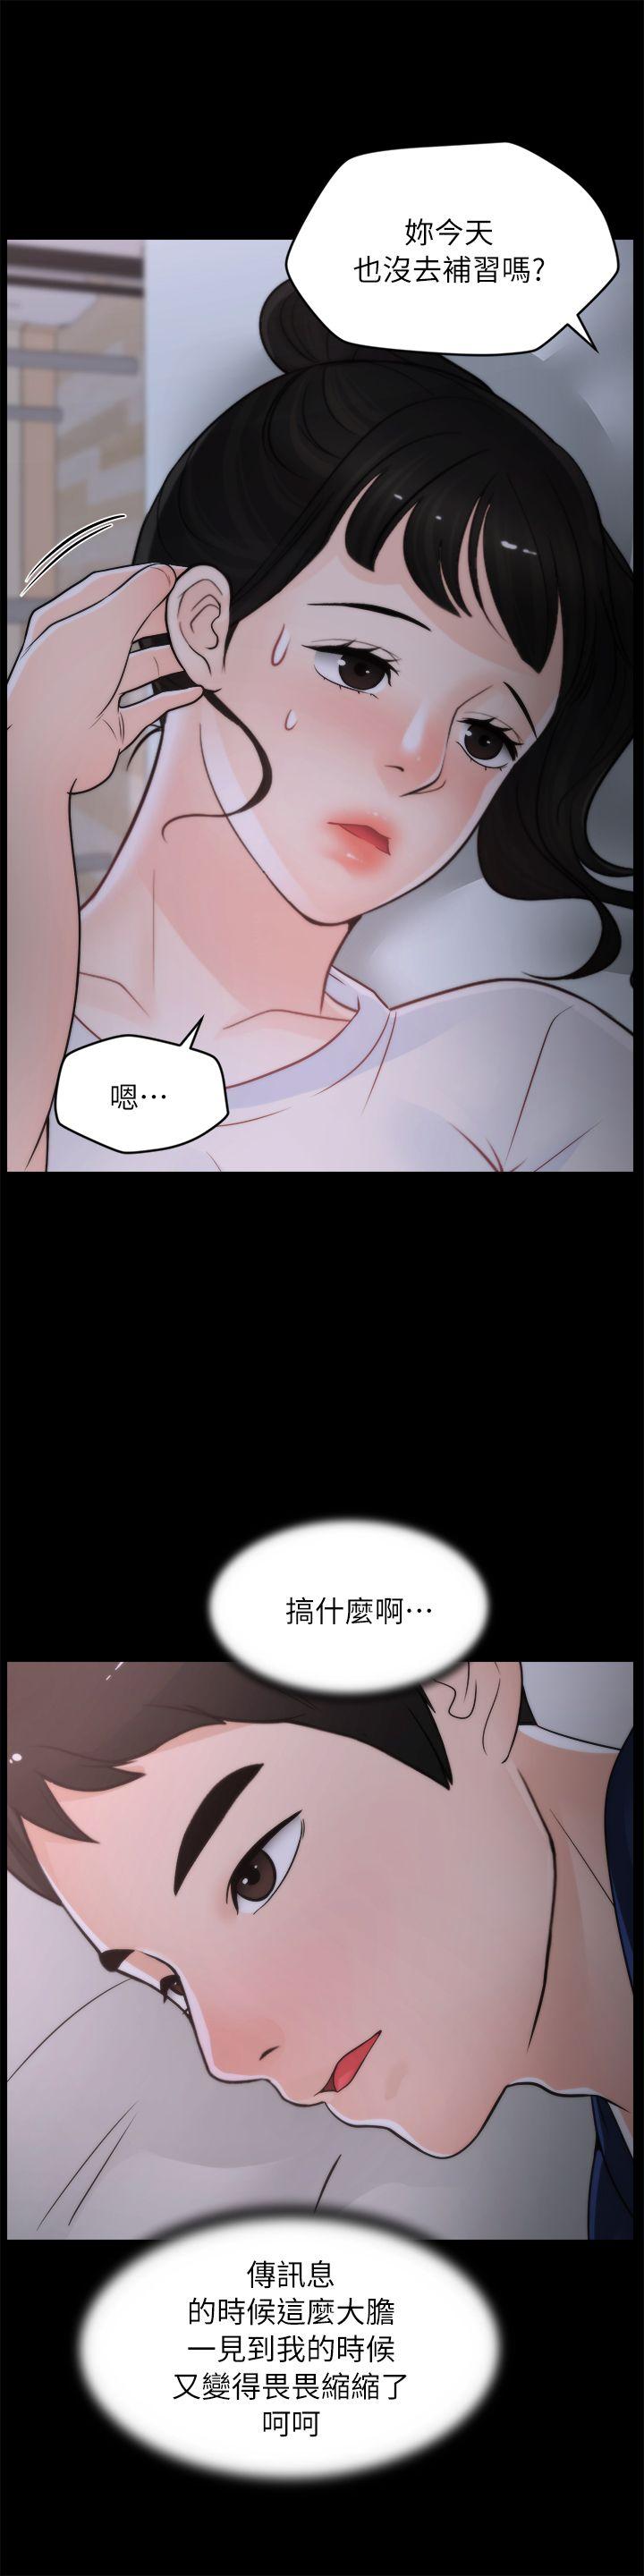 妳今天
也沒去補習嗎?
嗯⋯
搞什麼啊⋯
傳訊息
的時候這麼大膽
一見到我的時候
又變得畏畏縮縮了
呵呵